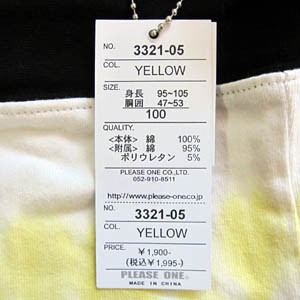 NO. 3321-05
COL. YELLOW
SIZE.
身長 95~105
胴囲 47~53
100
QUALITY.
<本体> 綿 100%
<附属> 綿 95%
ポリウレタン 5%
PLEASE ONE CO.,LTD.
052-910-8511
http://www.please-oneco.jp
NO. 3321-05
COL. YELLOW
PRICE.
¥1,900-
(税込¥1,995-)
PLEASE ONE.
MADE IN CHINA